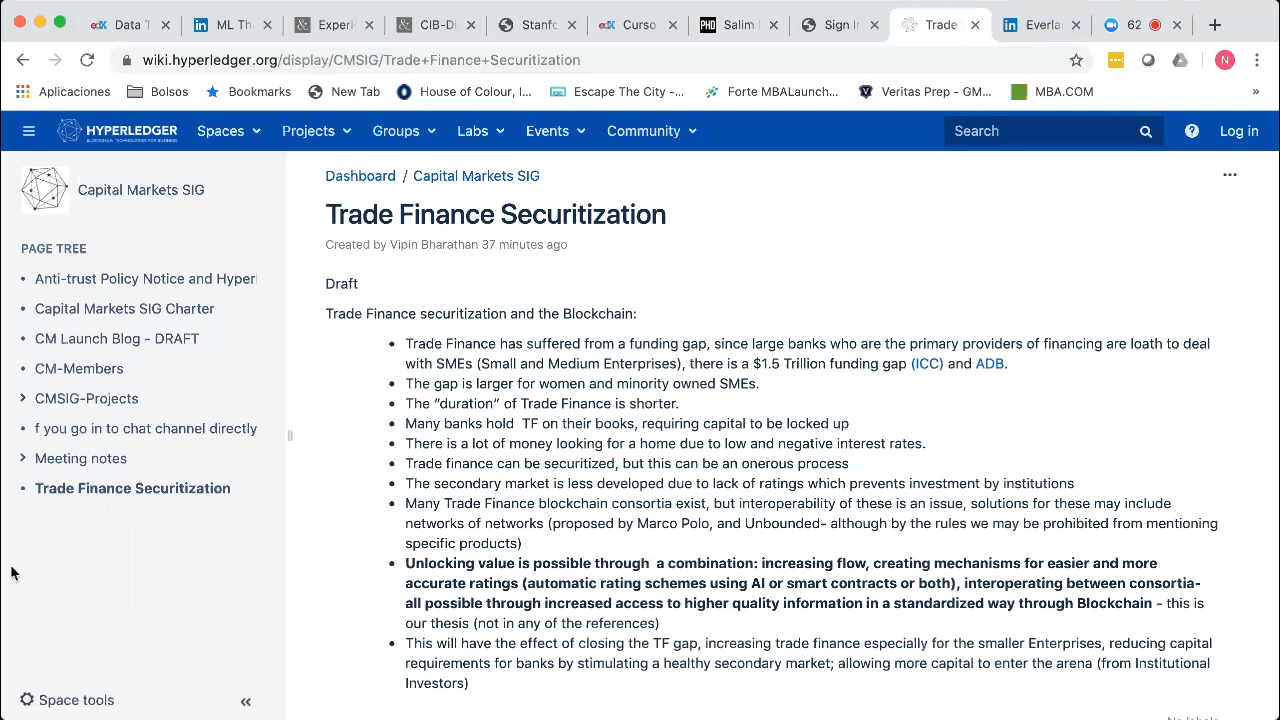 Data T
ML The
Experie
CIB-Di
Stanfo
Curso
PHD
Salim
Sign In
Trade
Everla
62
wiki.hyperledger.org/display/CMSIG/Trade+Finance+Securitization
N
Aplicaciones
Bolsos
Bookmarks
New Tab
House of Colour, I...
Escape The City -...
Forte MBALaunch...
Veritas Prep - GM...
MBA.COM
»
HYPERLEDGER
BLOCKCHAIN TECHNOLOGIES FOR BUSINESS
Spaces
Projects
Groups
Labs
Events
Community
Search
Log in
Capital Markets SIG
PAGE TREE
Anti-trust Policy Notice and Hyperl
Capital Markets SIG Charter
CM Launch Blog - DRAFT
CM-Members
CMSIG-Projects
f you go in to chat channel directly
Meeting notes
Trade Finance Securitization
Space tools
Dashboard / Capital Markets SIG
Trade Finance Securitization
Created by Vipin Bharathan 37 minutes ago
Draft
Trade Finance securitization and the Blockchain:
• Trade Finance has suffered from a funding gap, since large banks who are the primary providers of financing are loath to deal
with SMEs (Small and Medium Enterprises), there is a $1.5 Trillion funding gap (ICC) and ADB.
• The gap is larger for women and minority owned SMEs.
• The “duration” of Trade Finance is shorter.
• Many banks hold TF on their books, requiring capital to be locked up
• There is a lot of money looking for a home due to low and negative interest rates.
• Trade finance can be securitized, but this can be an onerous process
• The secondary market is less developed due to lack of ratings which prevents investment by institutions
• Many Trade Finance blockchain consortia exist, but interoperability of these is an issue, solutions for these may include
networks of networks (proposed by Marco Polo, and Unbounded- although by the rules we may be prohibited from mentioning
specific products)
• Unlocking value is possible through a combination: increasing flow, creating mechanisms for easier and more
accurate ratings (automatic rating schemes using AI or smart contracts or both), interoperating between consortia-
all possible through increased access to higher quality information in a standardized way through Blockchain - this is
our thesis (not in any of the references)
• This will have the effect of closing the TF gap, increasing trade finance especially for the smaller Enterprises, reducing capital
requirements for banks by stimulating a healthy secondary market; allowing more capital to enter the arena (from Institutional
Investors)
No labels